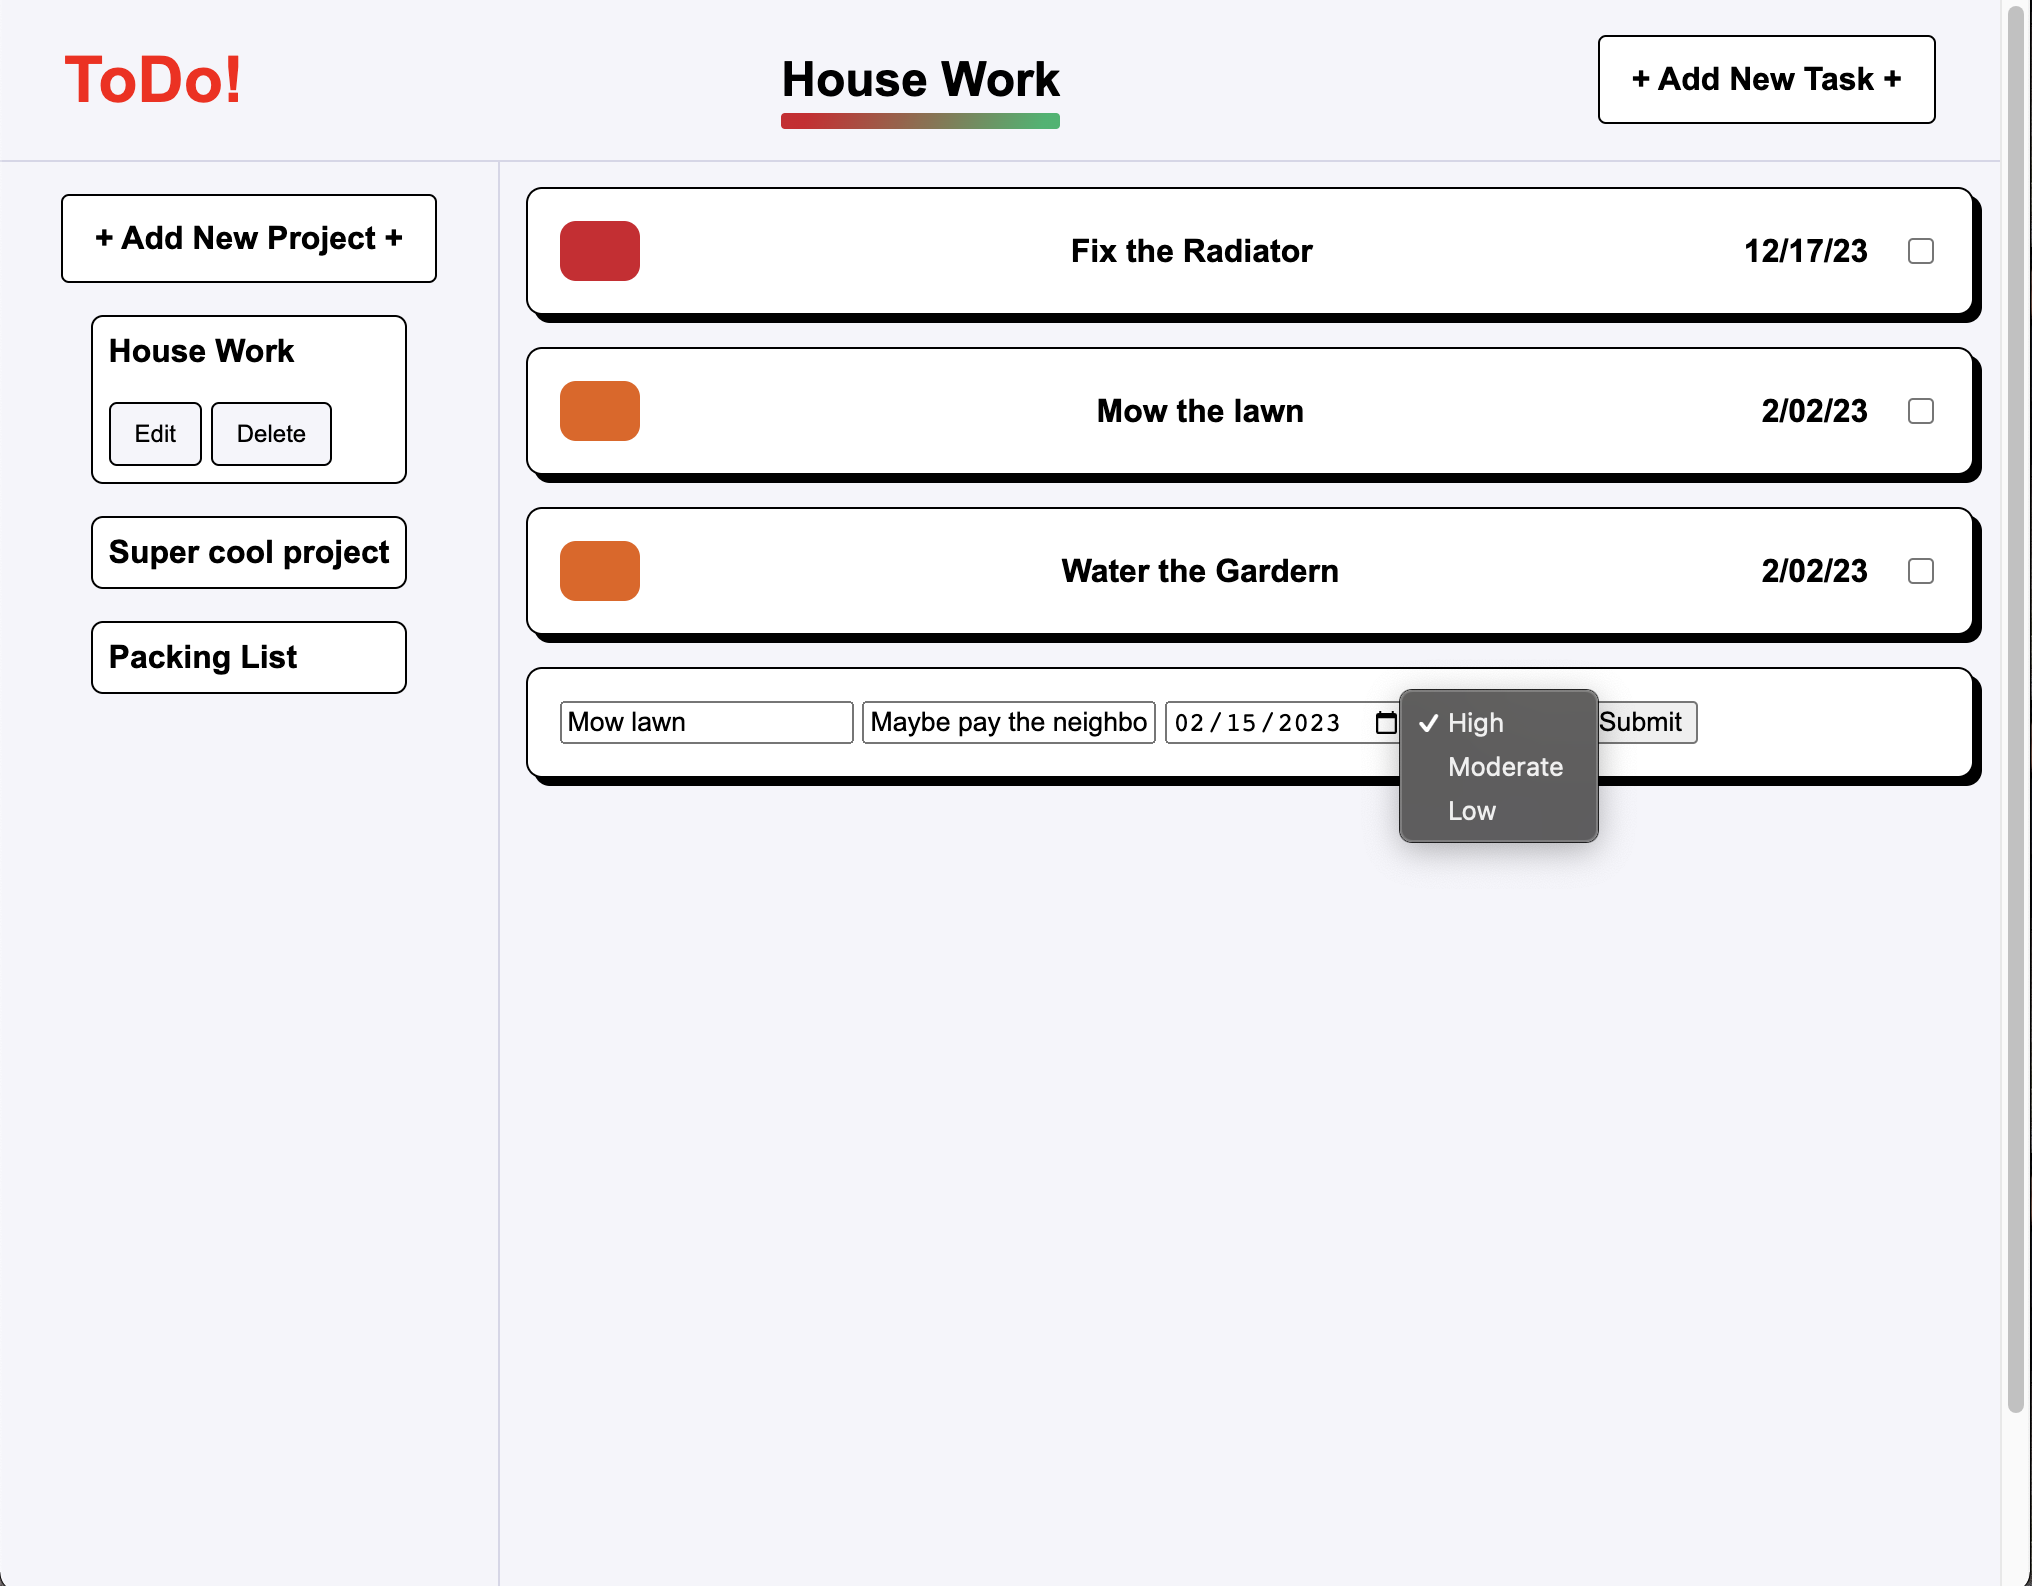 ToDo!
House Work
+ Add New Task +
+ Add New Project +
House Work
Edit
Delete
Super cool project
Packing List
Fix the Radiator
12/17/23
Mow the lawn
2/02/23
Water the Gardern
2/02/23
Mow lawn
Maybe pay the neighbo
02/15/2023
✓ High
Moderate
Low
Submit